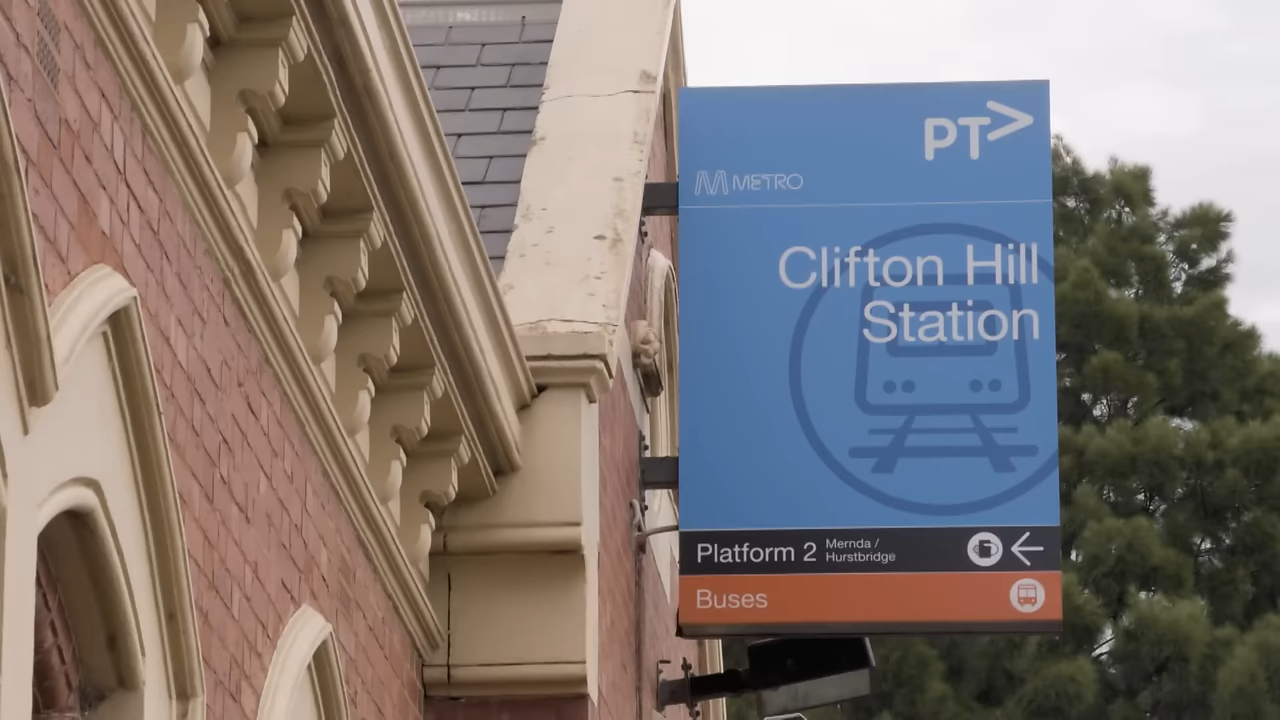 PT>
METRO
Clifton Hill
Station
Platform 2 Mernda /
Hurstbridge
Buses